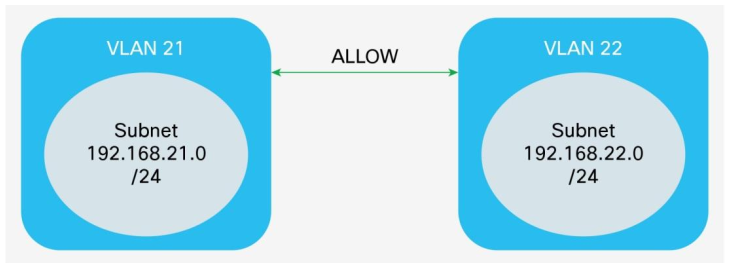 VLAN 21
Subnet
192.168.21.0
/24
ALLOW
VLAN 22
Subnet
192.168.22.0
/24